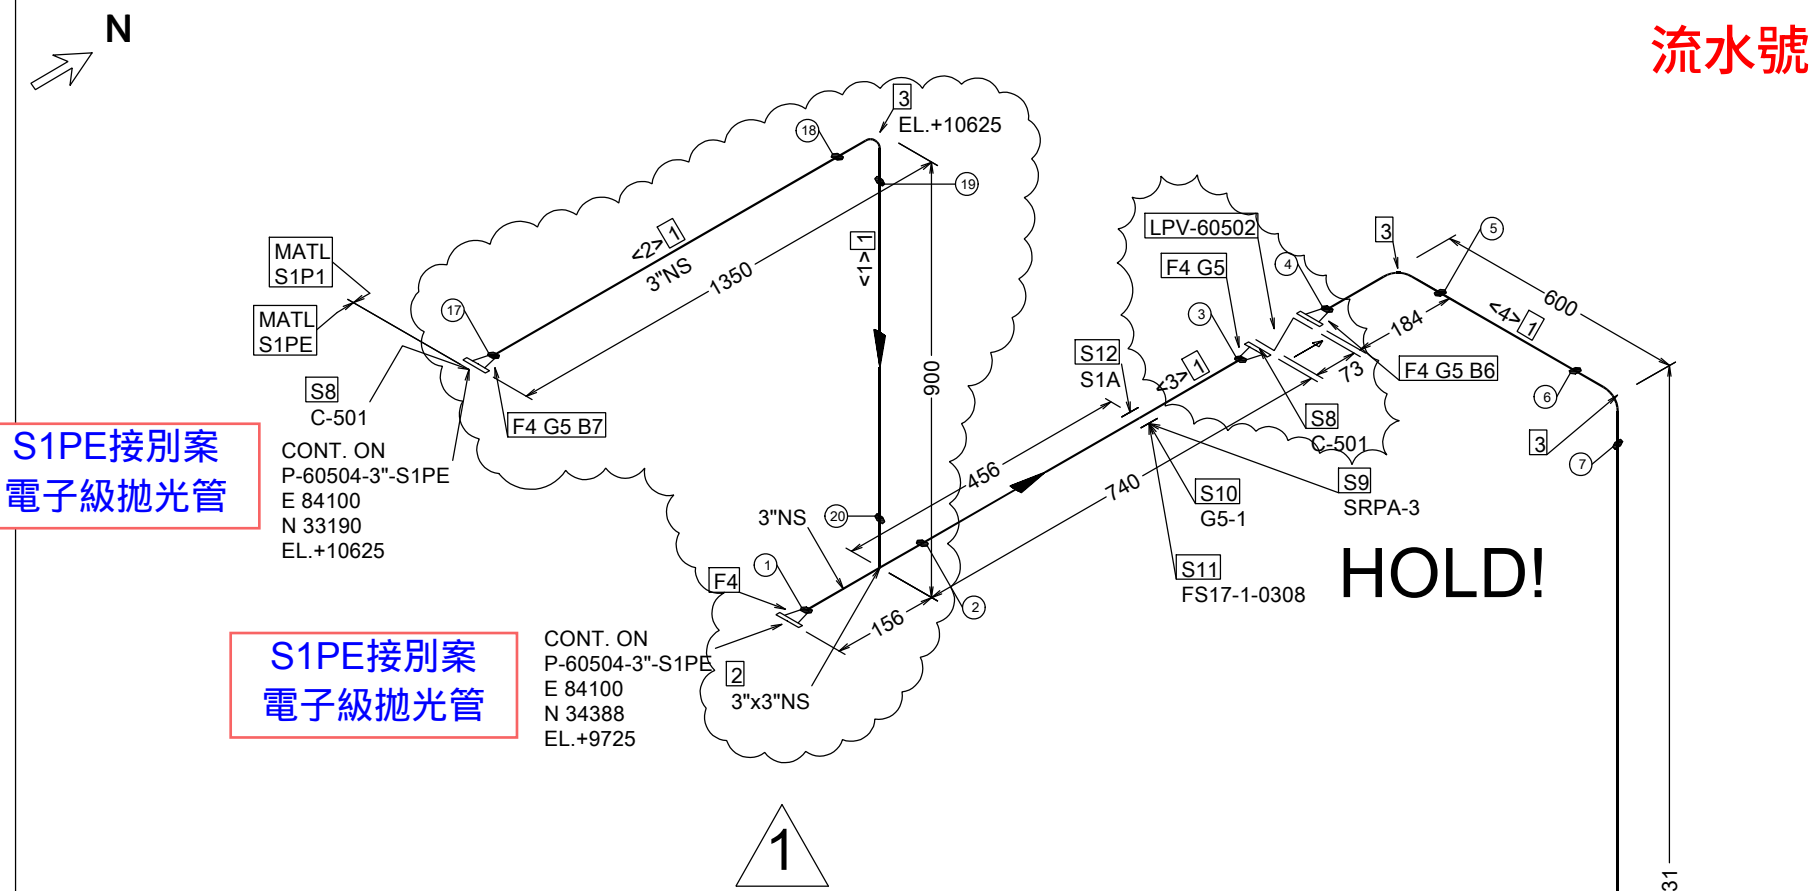 N
流水號
3
EL.+10625
18
19
<2> 1
3"NS
1350
<1> 1
900
MATL
S1P1
MATL
S1PE
17
S8
C-501
F4 G5 B7
CONT. ON
P-60504-3"-S1PE
E 84100
N 33190
EL.+10625
S1PE接別案
電子級拋光管
LPV-60502
F4 G5
4
3
5
600
184
<4> 1
3
73
F4 G5 B6
S12
S1A
<3> 1
S8
C-501
6
3
7
456
740
S10
G5-1
S9
SRPA-3
S11
FS17-1-0308
HOLD!
20
3"NS
1
F4
2
156
CONT. ON
P-60504-3"-S1PE
E 84100
N 34388
EL.+9725
2
3"x3"NS
S1PE接別案
電子級拋光管
1
31